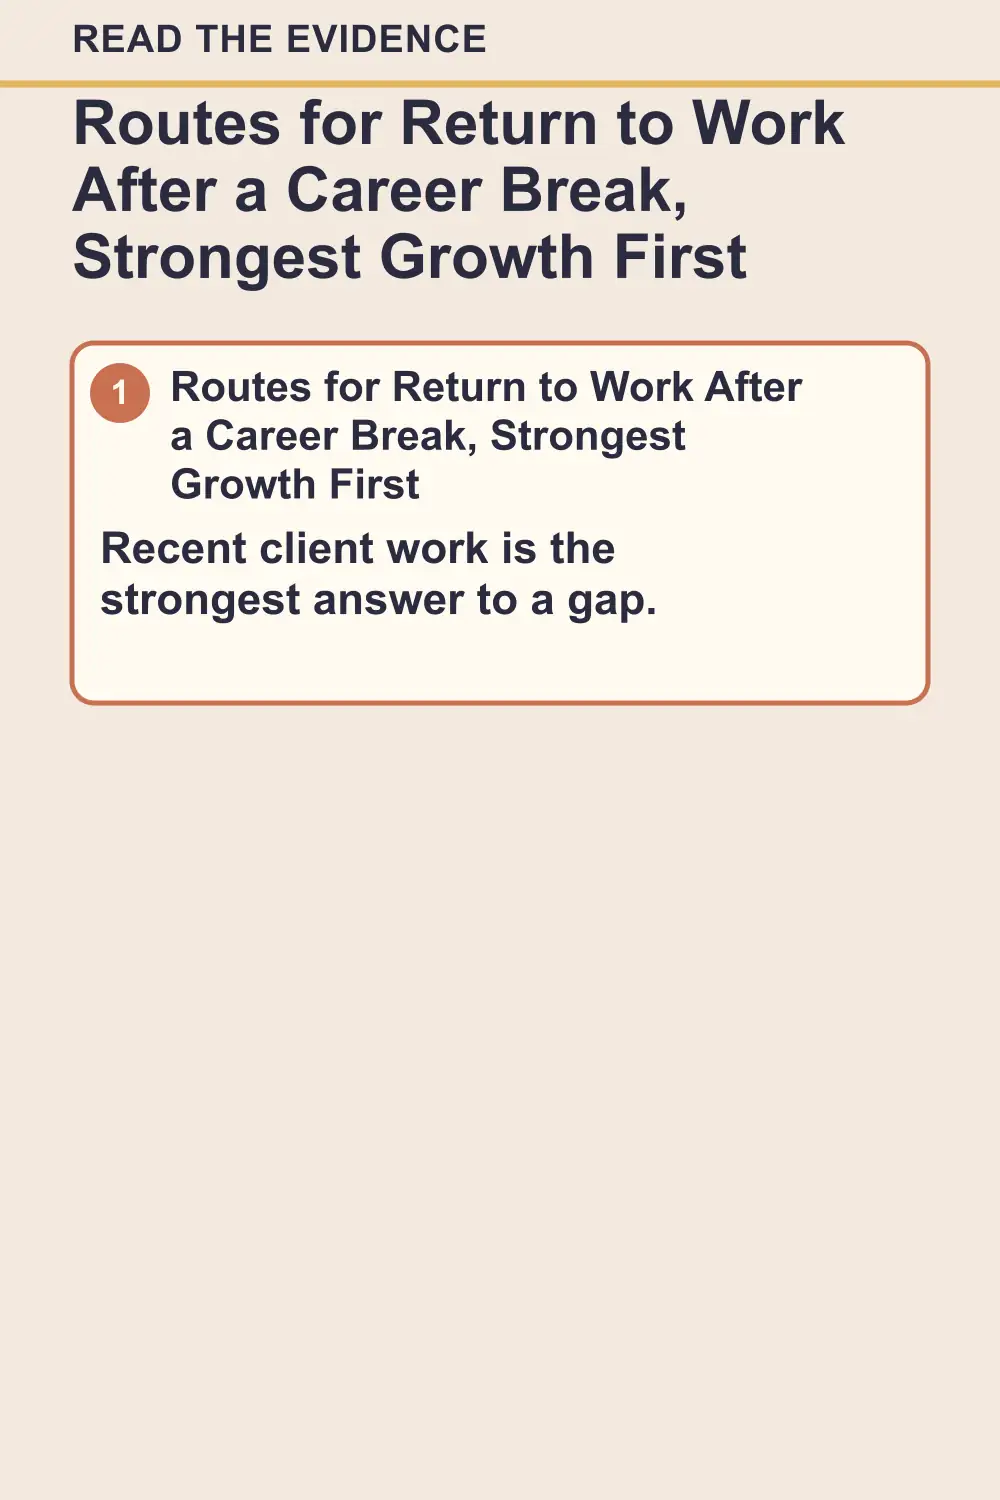 READ THE EVIDENCE
Routes for Return to Work
After a Career Break,
Strongest Growth First
1
Routes for Return to Work After
a Career Break, Strongest
Growth First
Recent client work is the
strongest answer to a gap.